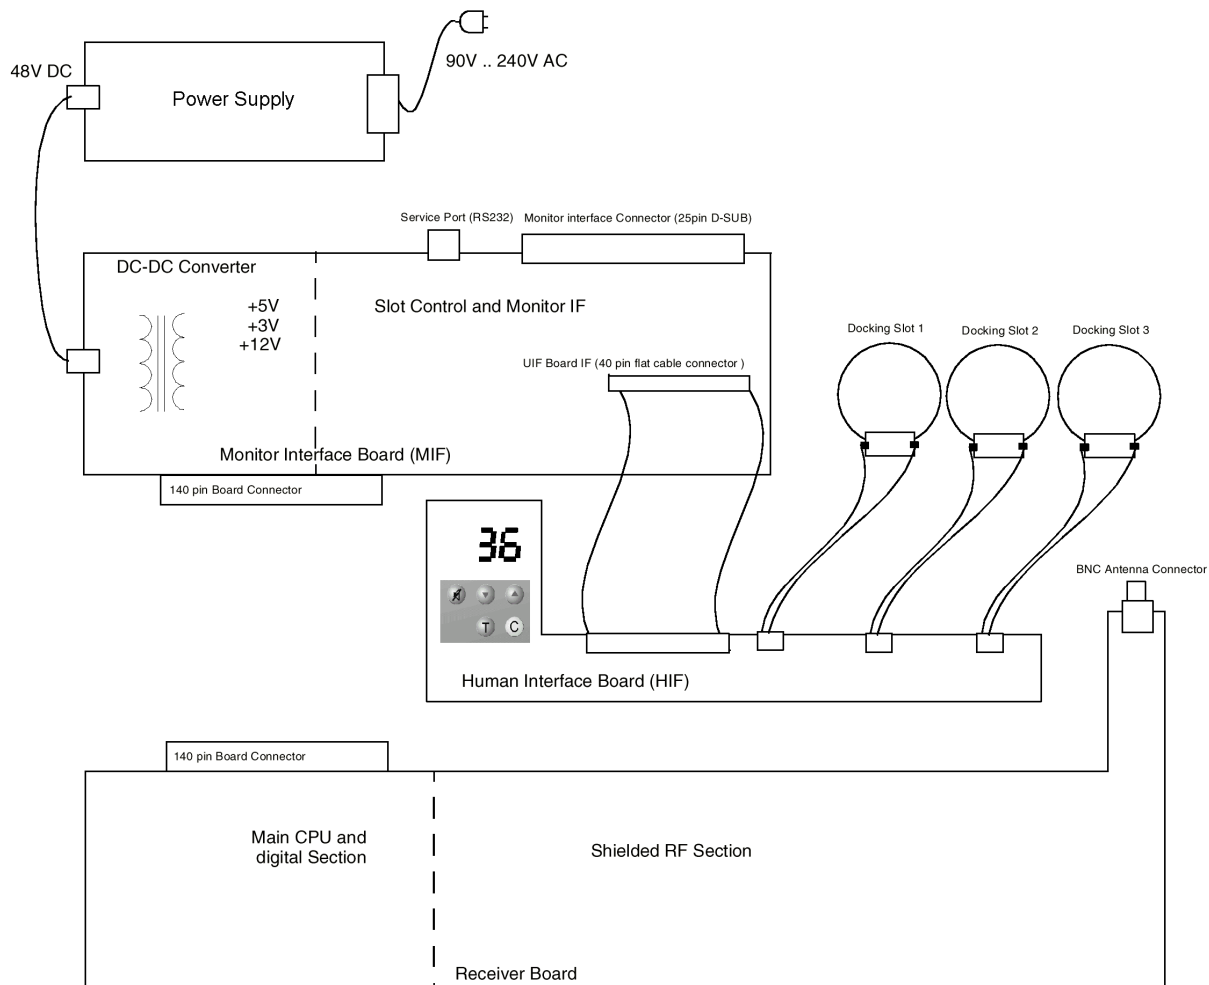 48V DC
Power Supply
90V .. 240V AC
Service Port (RS232)
Monitor interface Connector (25pin D-SUB)
DC-DC Converter
+5V
+3V
+12V
Slot Control and Monitor IF
UIF Board IF (40 pin flat cable connector )
Monitor Interface Board (MIF)
140 pin Board Connector
Docking Slot 1
Docking Slot 2
Docking Slot 3
36
T
C
Human Interface Board (HIF)
BNC Antenna Connector
140 pin Board Connector
Main CPU and
digital Section
Shielded RF Section
Receiver Board